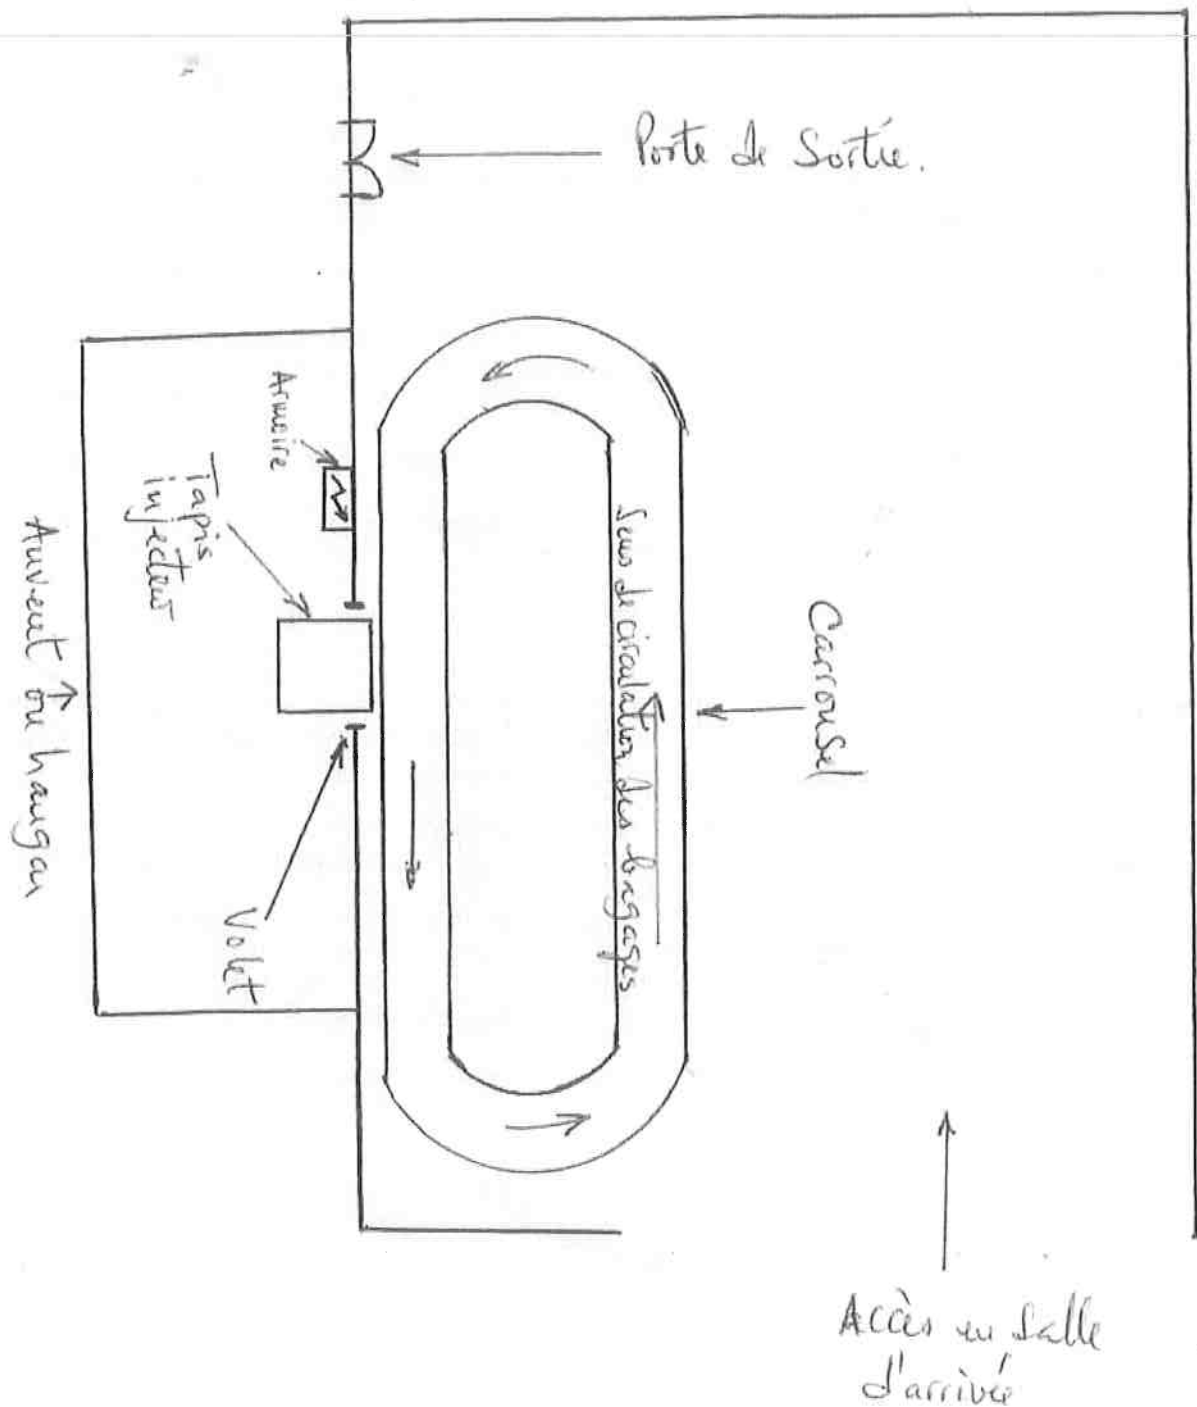 Porte de Sortie.
Armoire
Tapis
injecteur
Sens de circulation des bagages
Carrousel
Auvent ou hangar
Volet
Accès en Salle
d'arrivée